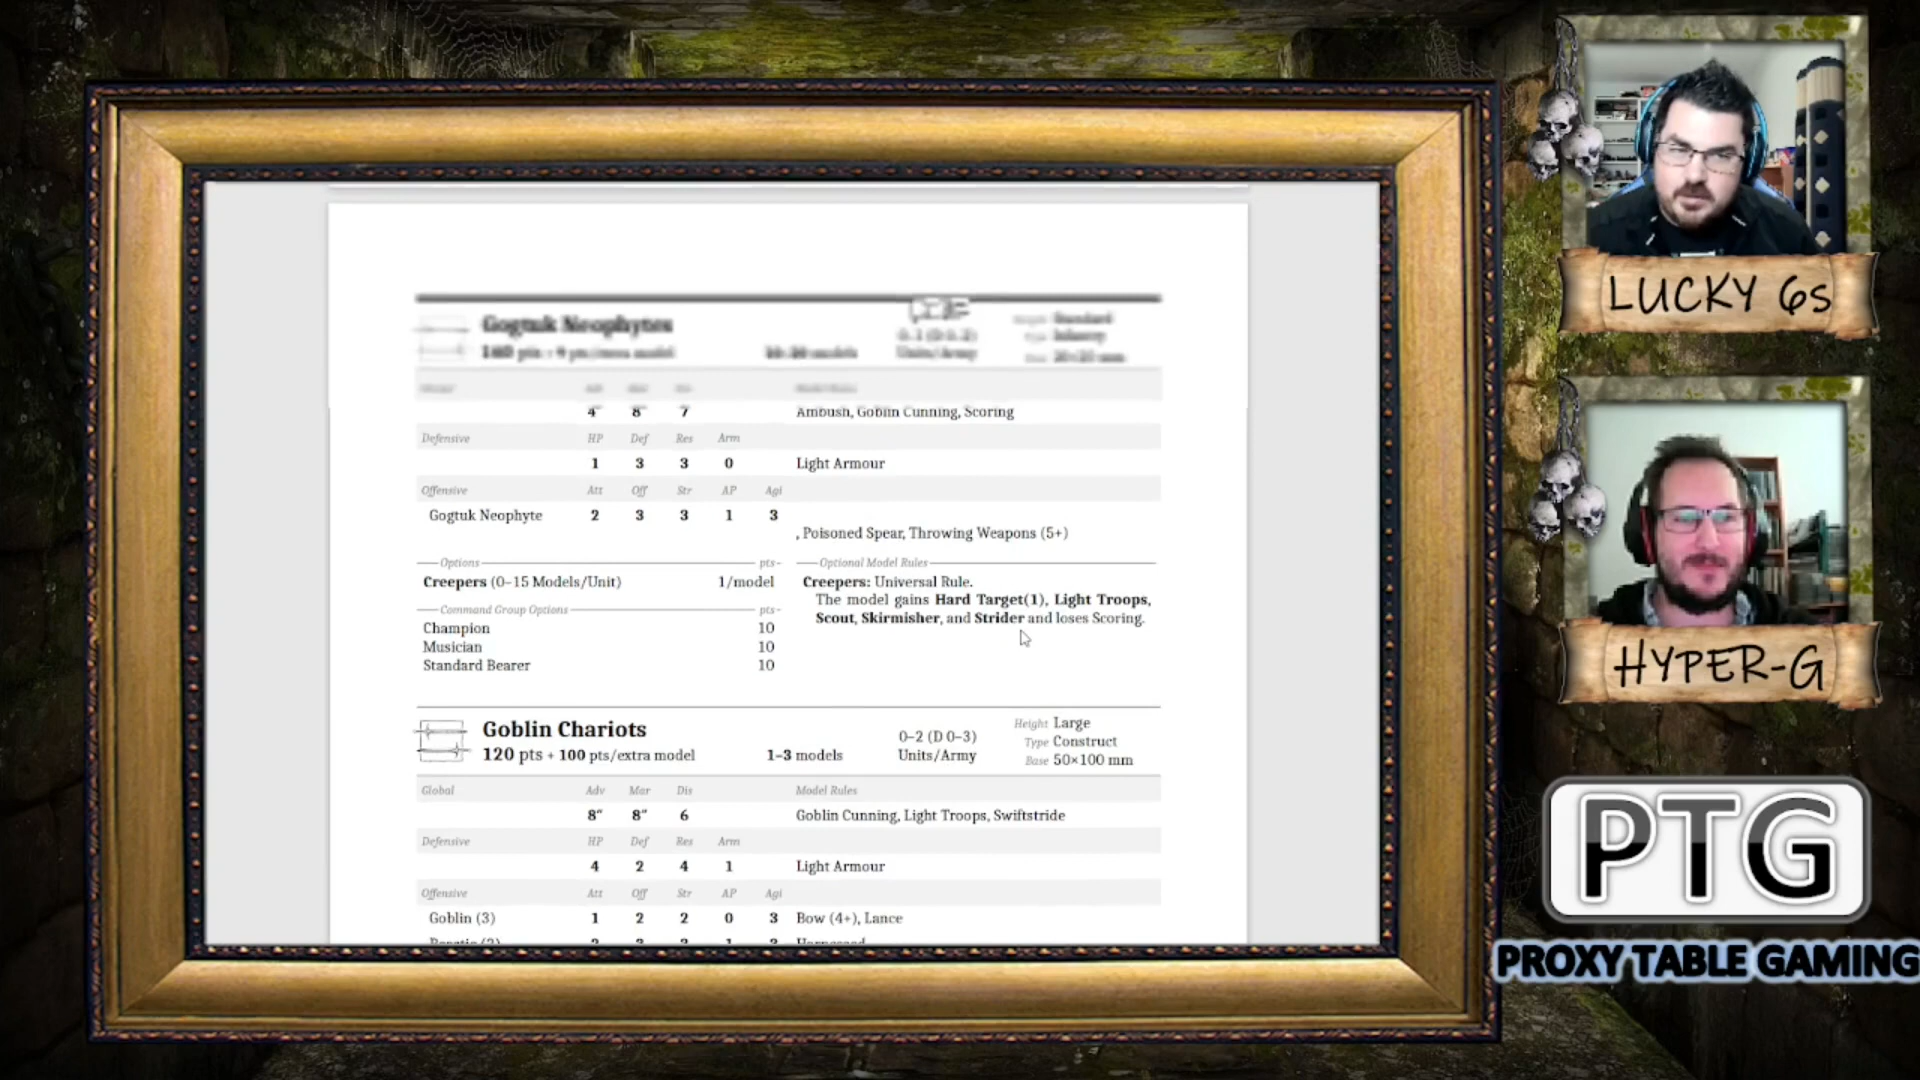 Gogtuk Neophytes
4" 8" 7 Ambush, Goblin Cunning, Scoring
Defensive HP Def Res Arm
1 3 3 0 Light Armour
Offensive Att Off Str AP Agi
Gogtuk Neophyte 2 3 3 1 3
, Poisoned Spear, Throwing Weapons (5+)
Options pts
Creepers (0–15 Models/Unit) 1/model
Command Group Options pts
Champion 10
Musician 10
Standard Bearer 10
Optional Model Rules
Creepers: Universal Rule.
The model gains Hard Target(1), Light Troops,
Scout, Skirmisher, and Strider and loses Scoring.
Goblin Chariots
120 pts + 100 pts/extra model
1–3 models
0–2 (D 0–3)
Units/Army
Height Large
Type Construct
Base 50×100 mm
Global Adv Mar Dis Model Rules
8" 8" 6 Goblin Cunning, Light Troops, Swiftstride
Defensive HP Def Res Arm
4 2 4 1 Light Armour
Offensive Att Off Str AP Agi
Goblin (3) 1 2 2 0 3 Bow (4+), Lance
LUCKY 6s
HYPER-G
PTG
PROXY TABLE GAMING